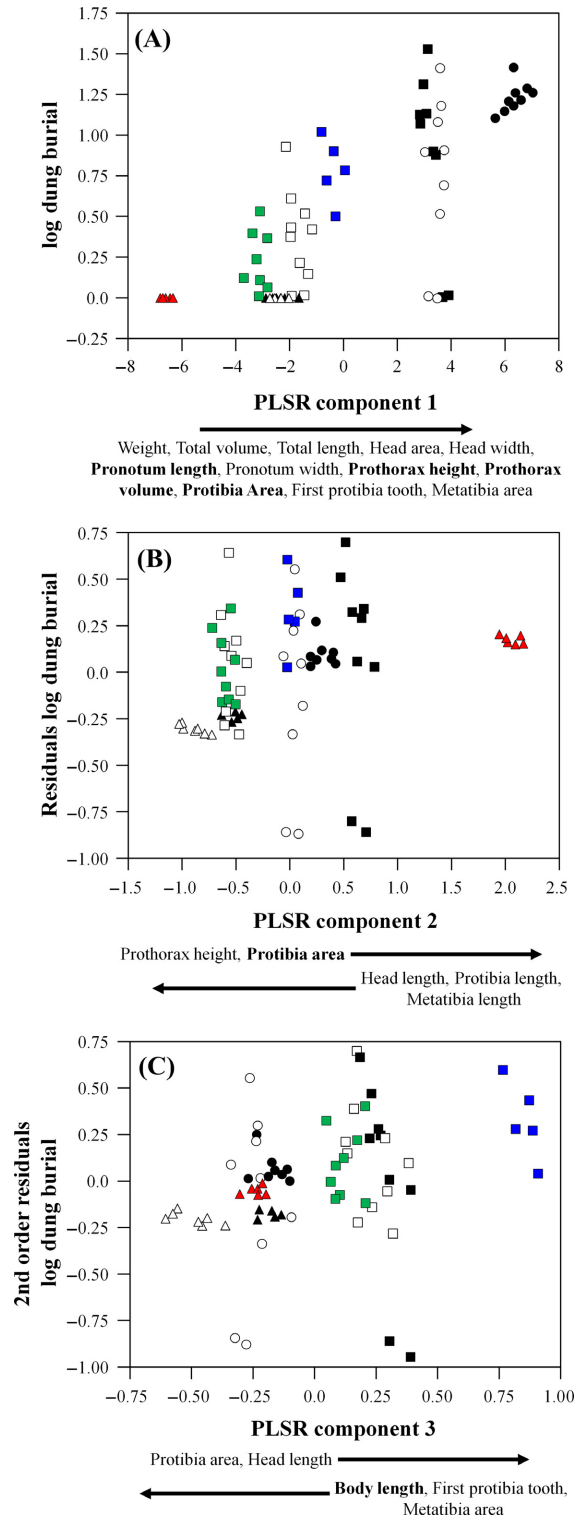 (A)
log dung burial
1.50
1.25
1.00
0.75
0.50
0.25
0.0
−0.25
−8 −6 −4 −2 0 2 4 6 8
PLSR component 1
Weight, Total volume, Total length, Head area, Head width,
Pronotum length, Pronotum width, Prothorax height, Prothorax
volume, Protibia Area, First protibia tooth, Metatibia area
(B)
Residuals log dung burial
0.75
0.50
0.25
0.0
−0.25
−0.50
−0.75
−1.00
−1.5 −1.0 −0.5 0.0 0.5 1.0 1.5 2.0 2.5
PLSR component 2
Prothorax height, Protibia area
Head length, Protibia length,
Metatibia length
(C)
2nd order residuals
log dung burial
0.75
0.50
0.25
0.0
−0.25
−0.50
−0.75
−1.00
−0.75 −0.50 −0.25 0.0 0.25 0.50 0.75 1.00
PLSR component 3
Protibia area, Head length
Body length, First protibia tooth,
Metatibia area